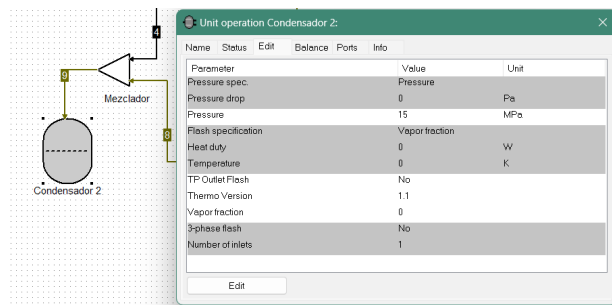 4
9
Mezclador
8
Condensador 2
Unit operation Condensador 2:
Name Status Edit Balance Ports Info
Parameter Value Unit
Pressure spec. Pressure
Pressure drop 0 Pa
Pressure 15 MPa
Flash specification Vapor fraction
Heat duty 0 W
Temperature 0 K
TP Outlet Flash No
Thermo Version 1.1
Vapor fraction 0
3-phase flash No
Number of inlets 1
Edit